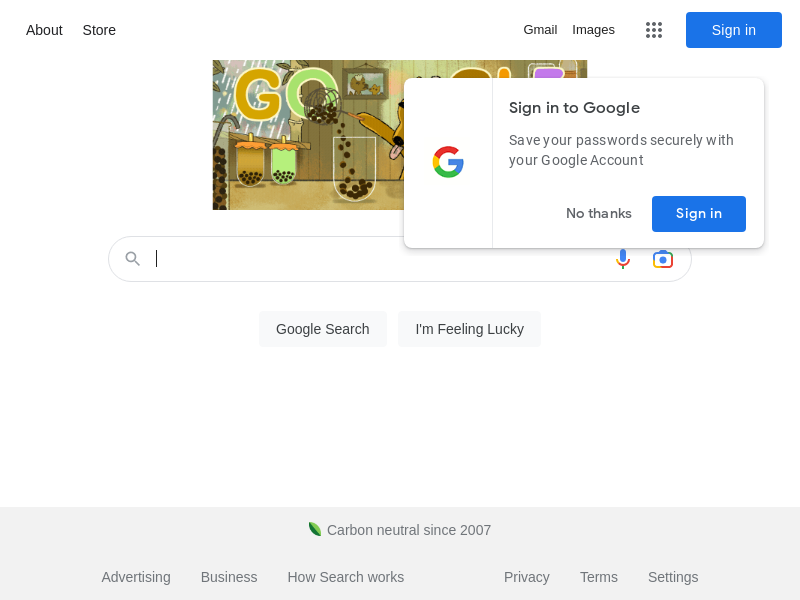 About Store Gmail Images Sign in
GO
Sign in to Google
Save your passwords securely with
your Google Account
No thanks Sign in
Google Search I'm Feeling Lucky
Carbon neutral since 2007
Advertising Business How Search works Privacy Terms Settings